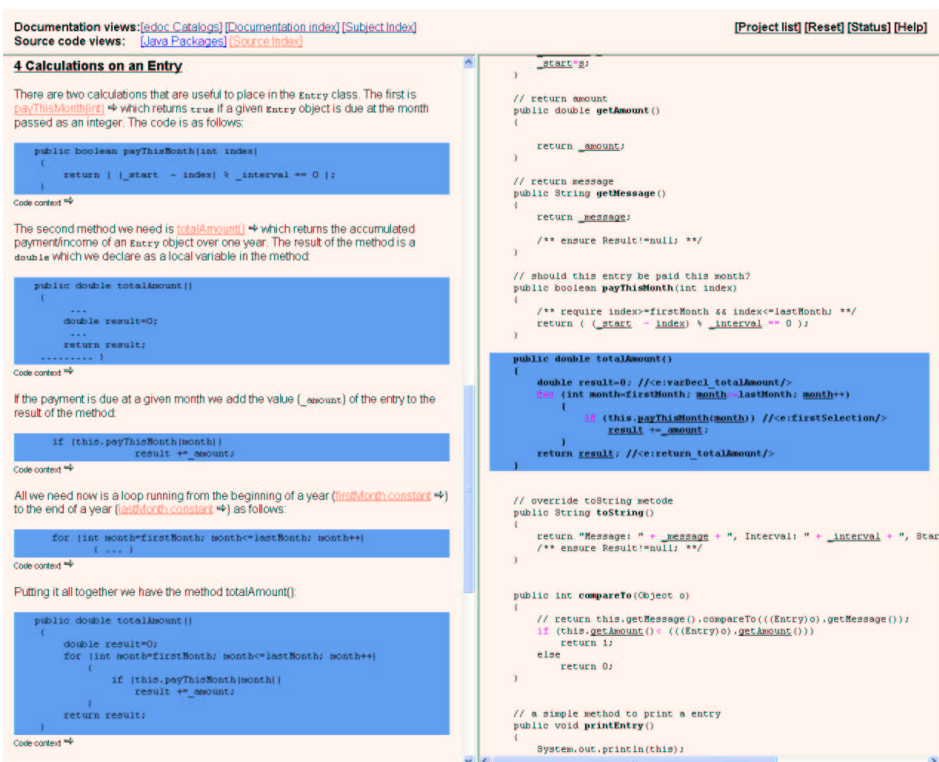 Documentation views:[edoc Catalogs] [Documentation index] [Subject Index]
[Project list] [Reset] [Status] [Help]
Source code views: [Java Packages] [Source Index]
4 Calculations on an Entry
There are two calculations that are useful to place in the Entry class. The first is
payThisMonth(int) ⇒ which returns true if a given Entry object is due at the month
passed as an integer. The code is as follows:
public boolean payThisMonth(int index)
{
return ( (_start - index) % _interval == 0 );
}
Code context ⇒
The second method we need is totalAmount() ⇒ which returns the accumulated
payment/income of an Entry object over one year. The result of the method is a
double which we declare as a local variable in the method:
public double totalAmount()
{
...
double result=0;
...
return result;
......... }
Code context ⇒
If the payment is due at a given month we add the value (_amount) of the entry to the
result of the method:
if (this.payThisMonth(month))
result +=_amount;
Code context ⇒
All we need now is a loop running from the beginning of a year (firstMonth constant ⇒)
to the end of a year (lastMonth constant ⇒) as follows:
for (int month=firstMonth; month<=lastMonth; month++)
{ ... }
Code context ⇒
Putting it all together we have the method totalAmount():
public double totalAmount()
{
double result=0;
for (int month=firstMonth; month<=lastMonth; month++)
{
if (this.payThisMonth(month))
result +=_amount;
}
return result;
}
Code context ⇒
_start=s;
}
// return amount
public double getAmount()
{
return _amount;
}
// return message
public String getMessage()
{
return _message;
/** ensure Result!=null; **/
}
// should this entry be paid this month?
public boolean payThisMonth(int index)
{
/** require index>=firstMonth && index<=lastMonth; **/
return ( (_start - index) % _interval == 0 );
}
public double totalAmount()
{
double result=0; //<e:varDecl_totalAmount/>
for (int month=firstMonth; month<=lastMonth; month++)
{
if (this.payThisMonth(month)) //<e:firstSelection/>
result +=_amount;
}
return result; //<e:return_totalAmount/>
}
// override toString metode
public String toString()
{
return "Message: " + _message + ", Interval: " + _interval + ", Star
/** ensure Result!=null; **/
}
public int compareTo(Object o)
{
// return this.getMessage().compareTo(((Entry)o).getMessage());
if (this.getAmount()< (((Entry)o).getAmount()))
return 1;
else
return 0;
}
// a simple method to print a entry
public void printEntry()
{
System.out.println(this);